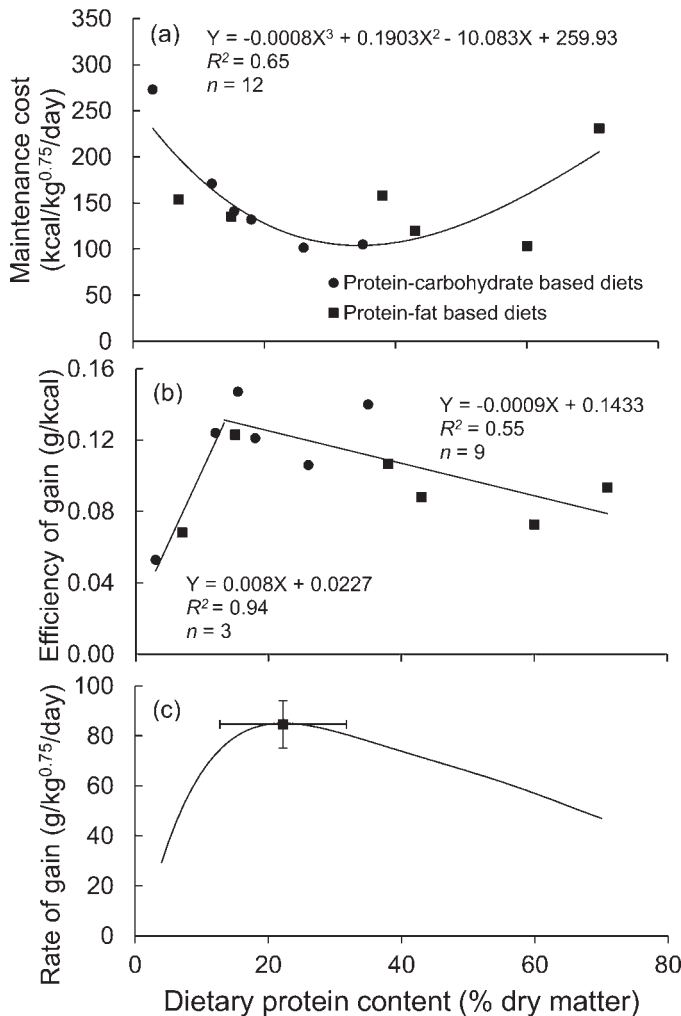 (a)
Y = -0.0008X³ + 0.1903X² - 10.083X + 259.93
R² = 0.65
n = 12
Maintenance cost
(kcal/kg⁰·⁷⁵/day)
350
300
250
200
150
100
50
0
Protein-carbohydrate based diets
Protein-fat based diets
(b)
Y = -0.0009X + 0.1433
R² = 0.55
n = 9
Efficiency of gain (g/kcal)
0.16
0.12
0.08
0.04
0.00
Y = 0.008X + 0.0227
R² = 0.94
n = 3
(c)
Rate of gain (g/kg⁰·⁷⁵/day)
100
80
60
40
20
0
0 20 40 60 80
Dietary protein content (% dry matter)